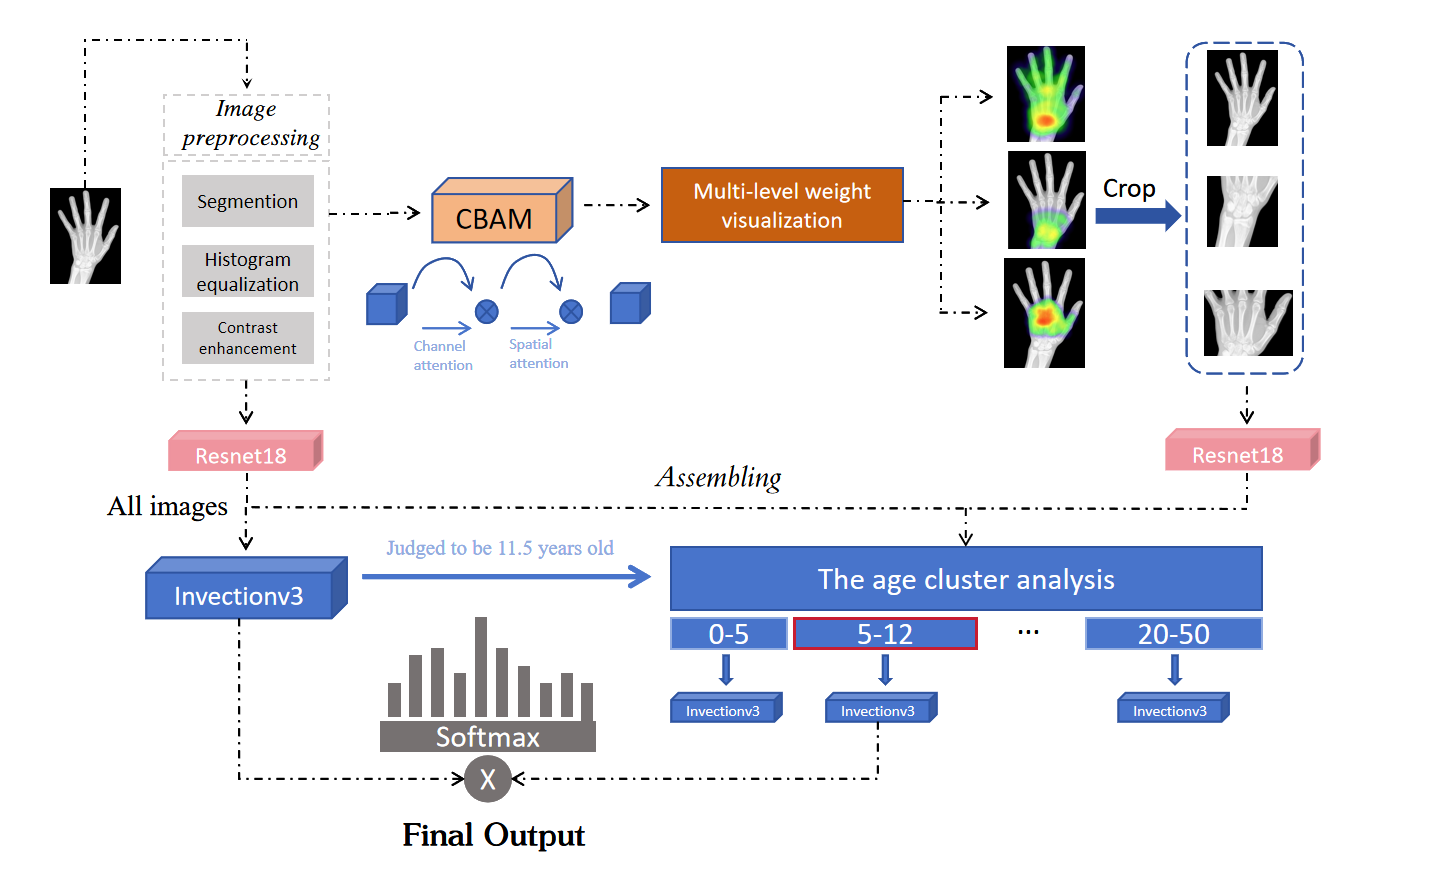 Image
preprocessing
Segmention
Histogram
equalization
Contrast
enhancement
CBAM
Channel
attention
Spatial
attention
Multi-level weight
visualization
Crop
Resnet18
Resnet18
Assembling
All images
Invectionv3
Judged to be 11.5 years old
The age cluster analysis
0-5
5-12
...
20-50
Invectionv3
Invectionv3
Invectionv3
Softmax
X
Final Output